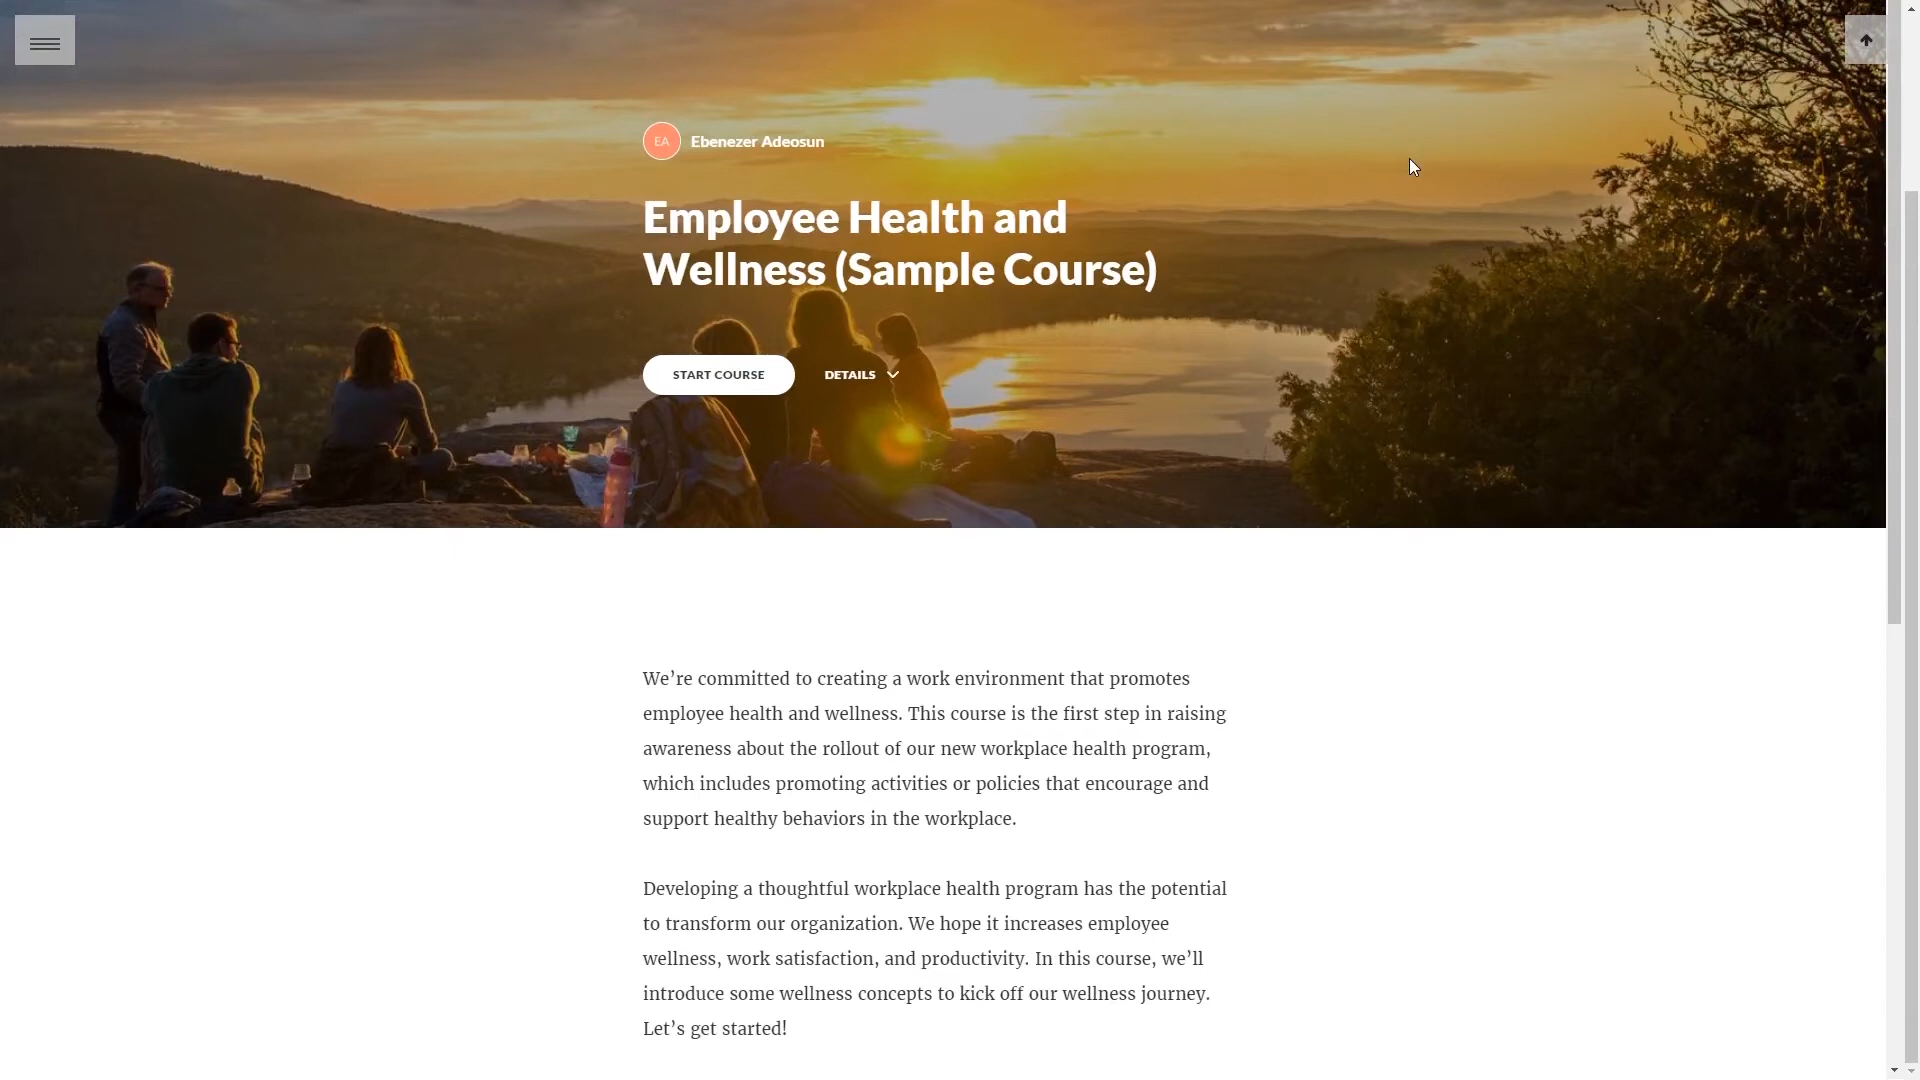 EA
Ebenezer Adeosun
Employee Health and
Wellness (Sample Course)
START COURSE
DETAILS
We’re committed to creating a work environment that promotes
employee health and wellness. This course is the first step in raising
awareness about the rollout of our new workplace health program,
which includes promoting activities or policies that encourage and
support healthy behaviors in the workplace.
Developing a thoughtful workplace health program has the potential
to transform our organization. We hope it increases employee
wellness, work satisfaction, and productivity. In this course, we’ll
introduce some wellness concepts to kick off our wellness journey.
Let’s get started!